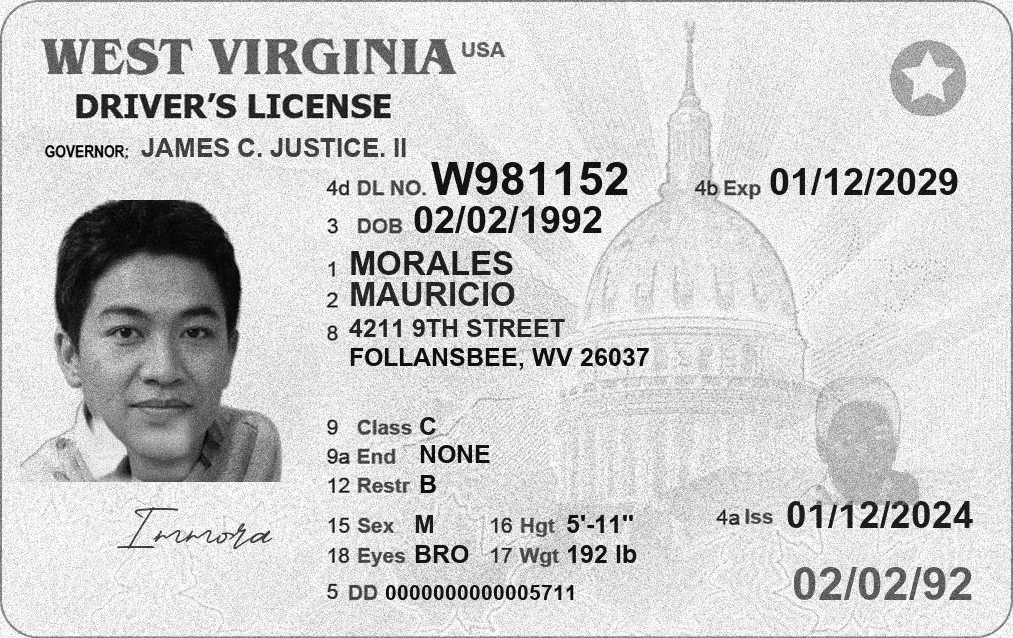 WEST VIRGINIA USA
DRIVER'S LICENSE
GOVERNOR; JAMES C. JUSTICE. II
4d DL NO. W981152 4b Exp 01/12/2029
3 DOB 02/02/1992
1 MORALES
2 MAURICIO
8 4211 9TH STREET
FOLLANSBEE, WV 26037
9 Class C
9a End NONE
12 Restr B
15 Sex M 16 Hgt 5'-11" 4a Iss 01/12/2024
18 Eyes BRO 17 Wgt 192 lb
5 DD 0000000000005711 02/02/92